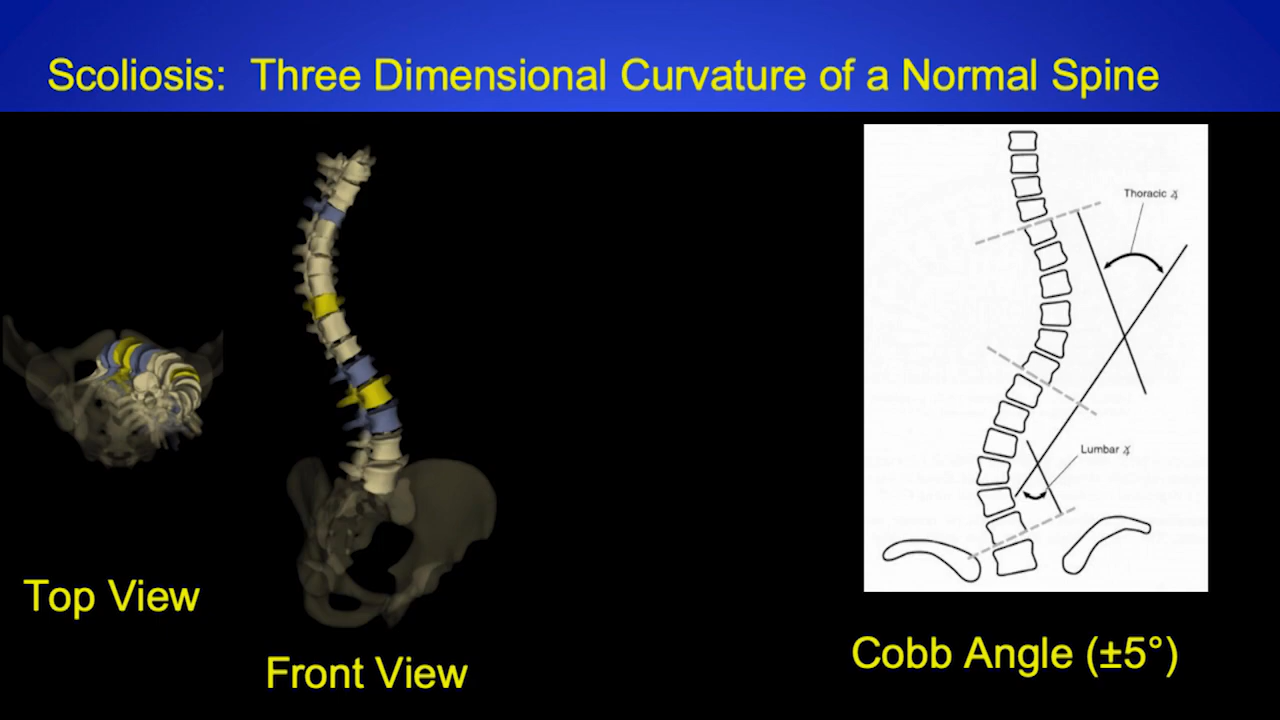 Scoliosis: Three Dimensional Curvature of a Normal Spine
Thoracic ∡
Lumbar ∡
Top View
Front View
Cobb Angle (±5°)